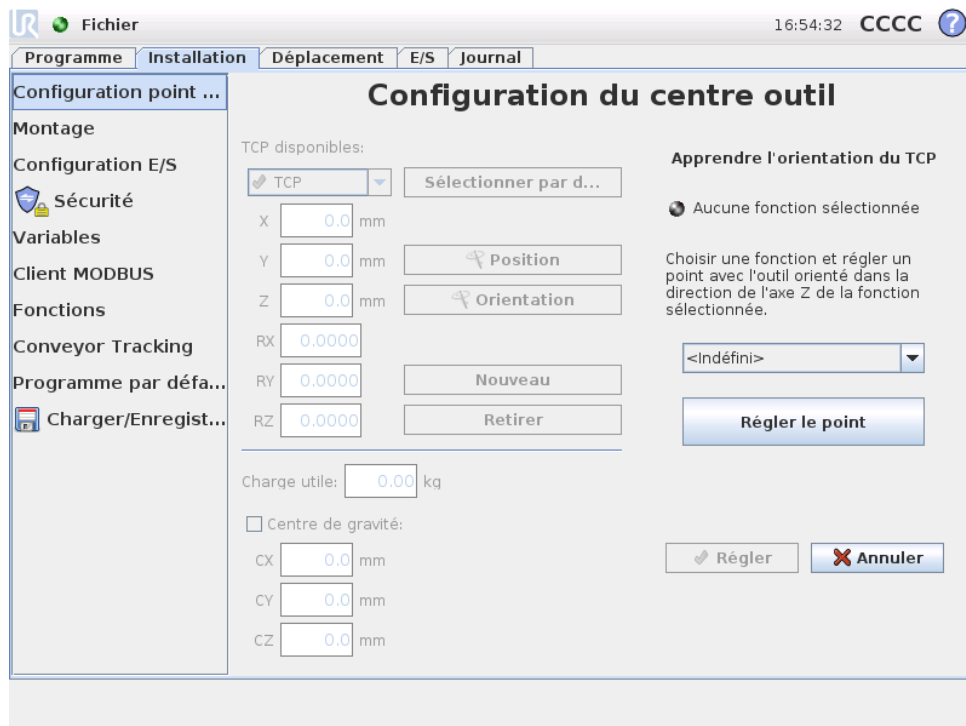 UR Fichier 16:54:32 CCCC ?
Programme Installation Déplacement E/S Journal
Configuration point ...
Montage
Configuration E/S
Sécurité
Variables
Client MODBUS
Fonctions
Conveyor Tracking
Programme par défa...
Charger/Enregist...
Configuration du centre outil
TCP disponibles:
TCP Sélectionner par d...
X 0.0 mm
Y 0.0 mm Position
Z 0.0 mm Orientation
RX 0.0000
RY 0.0000 Nouveau
RZ 0.0000 Retirer
Charge utile: 0.00 kg
Centre de gravité:
CX 0.0 mm
CY 0.0 mm
CZ 0.0 mm
Apprendre l'orientation du TCP
Aucune fonction sélectionnée
Choisir une fonction et régler un
point avec l'outil orienté dans la
direction de l'axe Z de la fonction
sélectionnée.
<Indéfini>
Régler le point
Régler Annuler